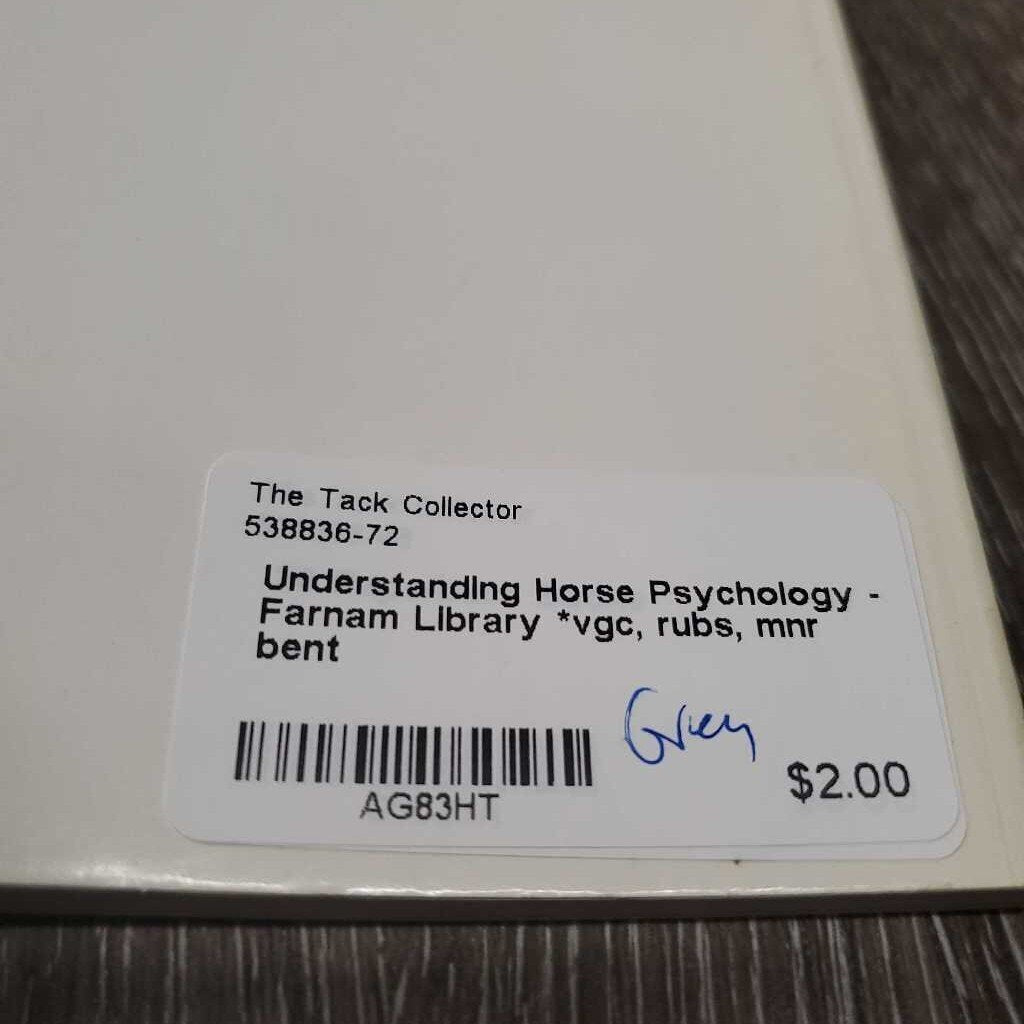 The Tack Collector
538836-72
Understanding Horse Psychology -
Farnam Library *vgc, rubs, mnr
bent
Grey
$2.00
AG83HT